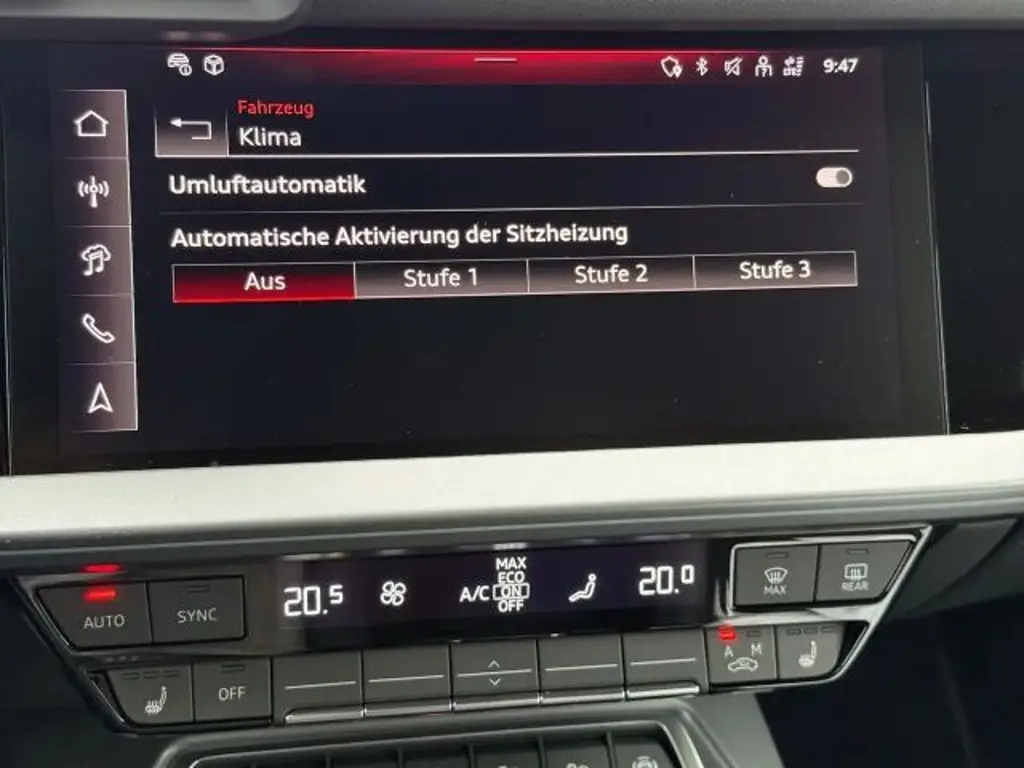 9:47
Fahrzeug
Klima
Umluftautomatik
Automatische Aktivierung der Sitzheizung
Aus Stufe 1 Stufe 2 Stufe 3
20.5 A/C MAX ECO ON OFF 20.0
AUTO SYNC MAX REAR
A M
OFF